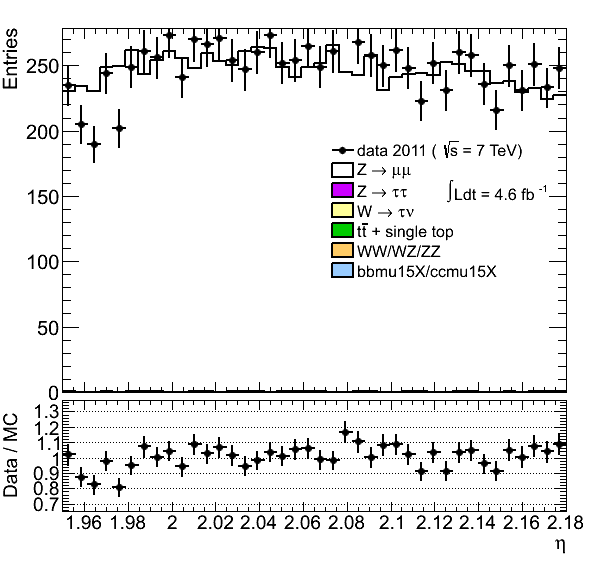 Entries
250
200
150
100
50
0
data 2011 ( √s = 7 TeV)
Z → μμ
Z → ττ
∫Ldt = 4.6 fb⁻¹
W → τν
tt̅ + single top
WW/WZ/ZZ
bbmu15X/ccmu15X
Data / MC
1.3
1.2
1.1
1
0.9
0.8
0.7
1.96 1.98 2 2.02 2.04 2.06 2.08 2.1 2.12 2.14 2.16 2.18
η